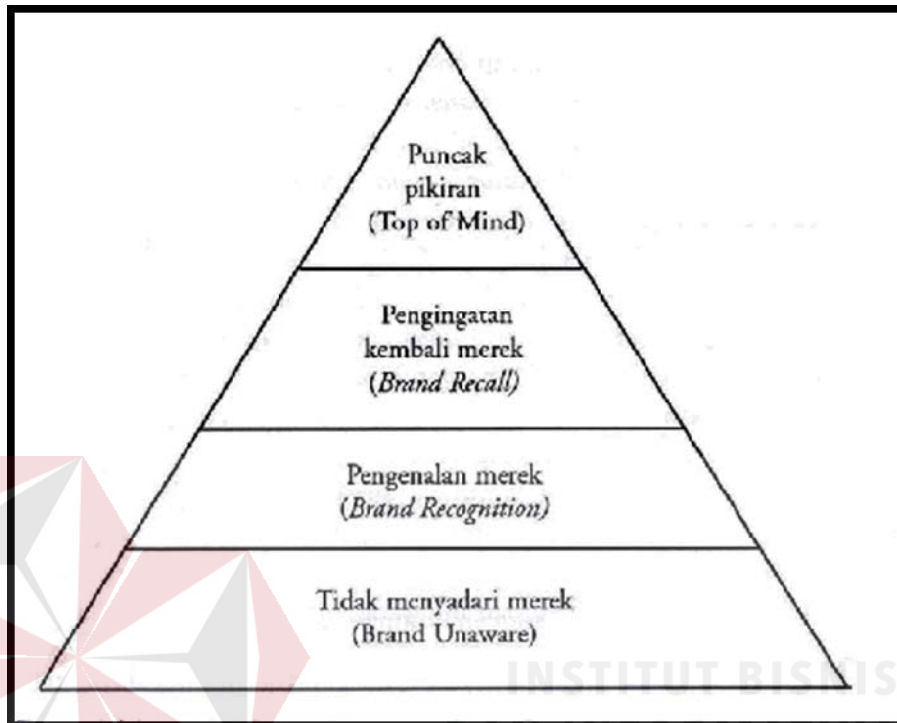 Puncak
pikiran
(Top of Mind)
Pengingatan
kembali merek
(Brand Recall)
Pengenalan merek
(Brand Recognition)
Tidak menyadari merek
(Brand Unaware)
INSTITUT BISNIS